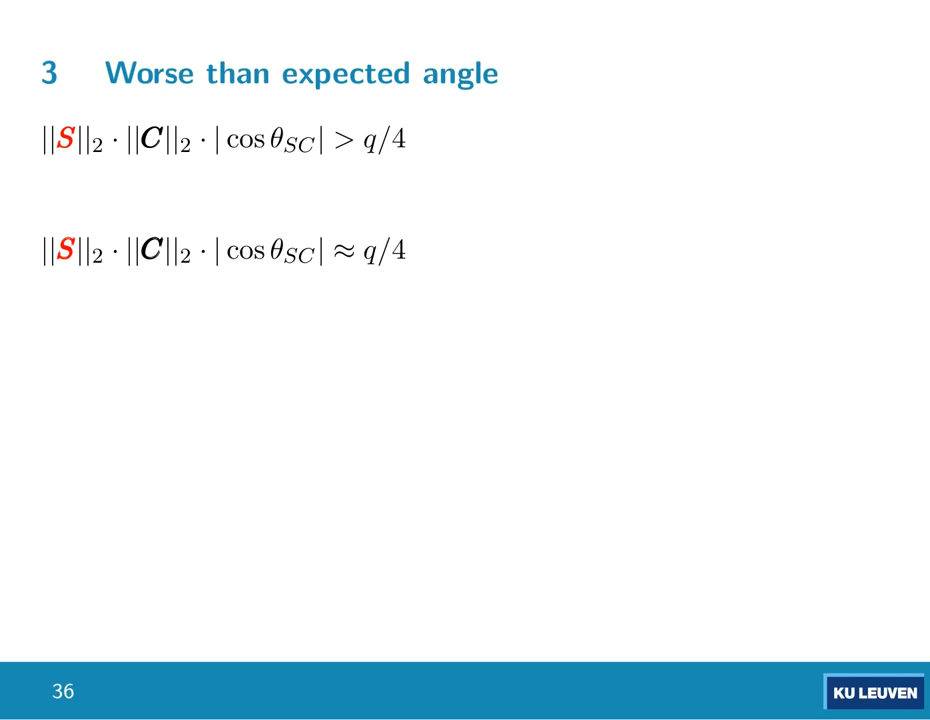 3 Worse than expected angle
||S||₂ · ||C||₂ · | cos θ_SC| > q/4
||S||₂ · ||C||₂ · | cos θ_SC| ≈ q/4
36
KU LEUVEN